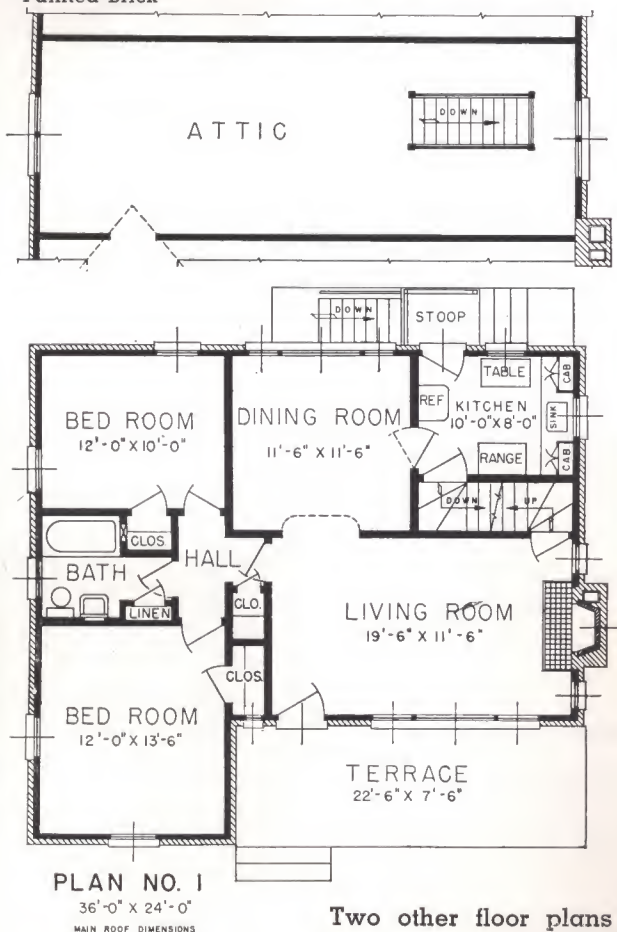 Painted Brick
ATTIC
DOWN
DOWN
STOOP
BED ROOM
12'-0" X 10'-0"
DINING ROOM
11'-6" X 11'-6"
REF
TABLE
KITCHEN
10'-0" X 8'-0"
CAB
SINK
RANGE
CAB
CLOS
HALL
BATH
LINEN
CLO.
DOWN
UP
LIVING ROOM
19'-6" X 11'-6"
CLOS.
BED ROOM
12'-0" X 13'-6"
TERRACE
22'-6" X 7'-6"
PLAN NO. 1
36'-0" X 24'-0"
MAIN ROOF DIMENSIONS
Two other floor plans